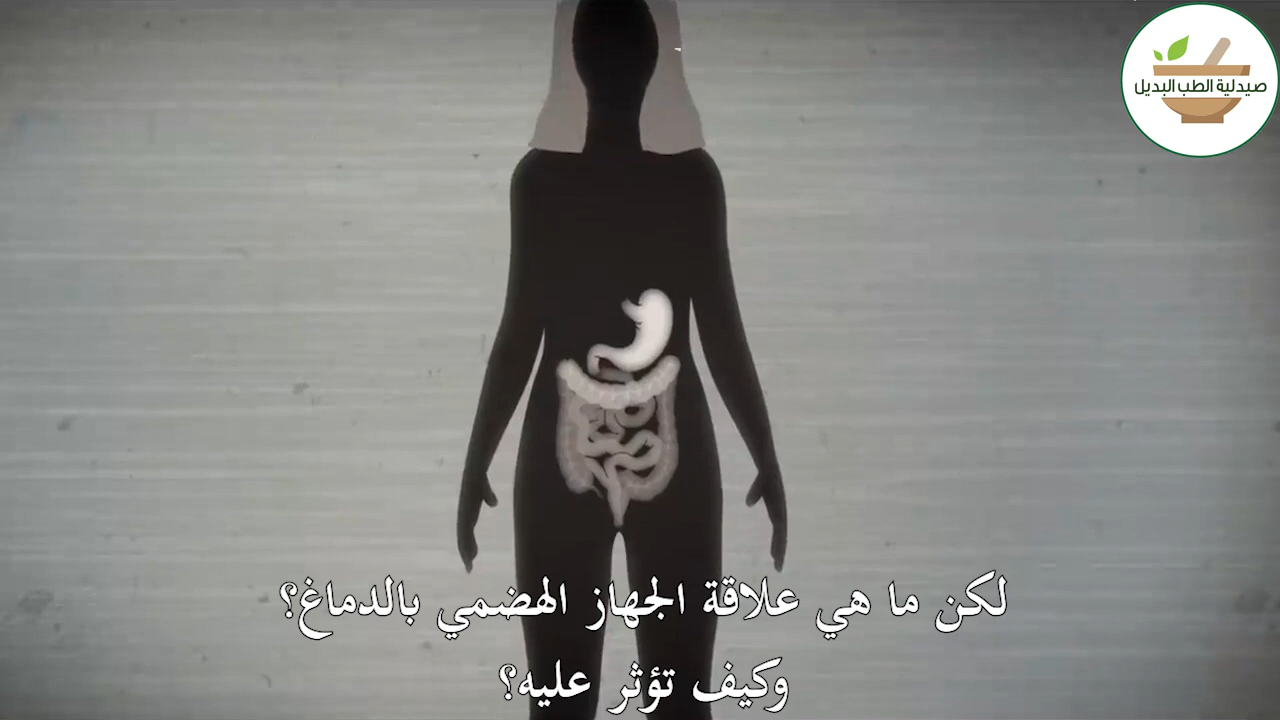 صيدلية الطب البديل
لكن ما هي علاقة الجهاز الهضمي بالدماغ؟
وكيف تؤثر عليه؟